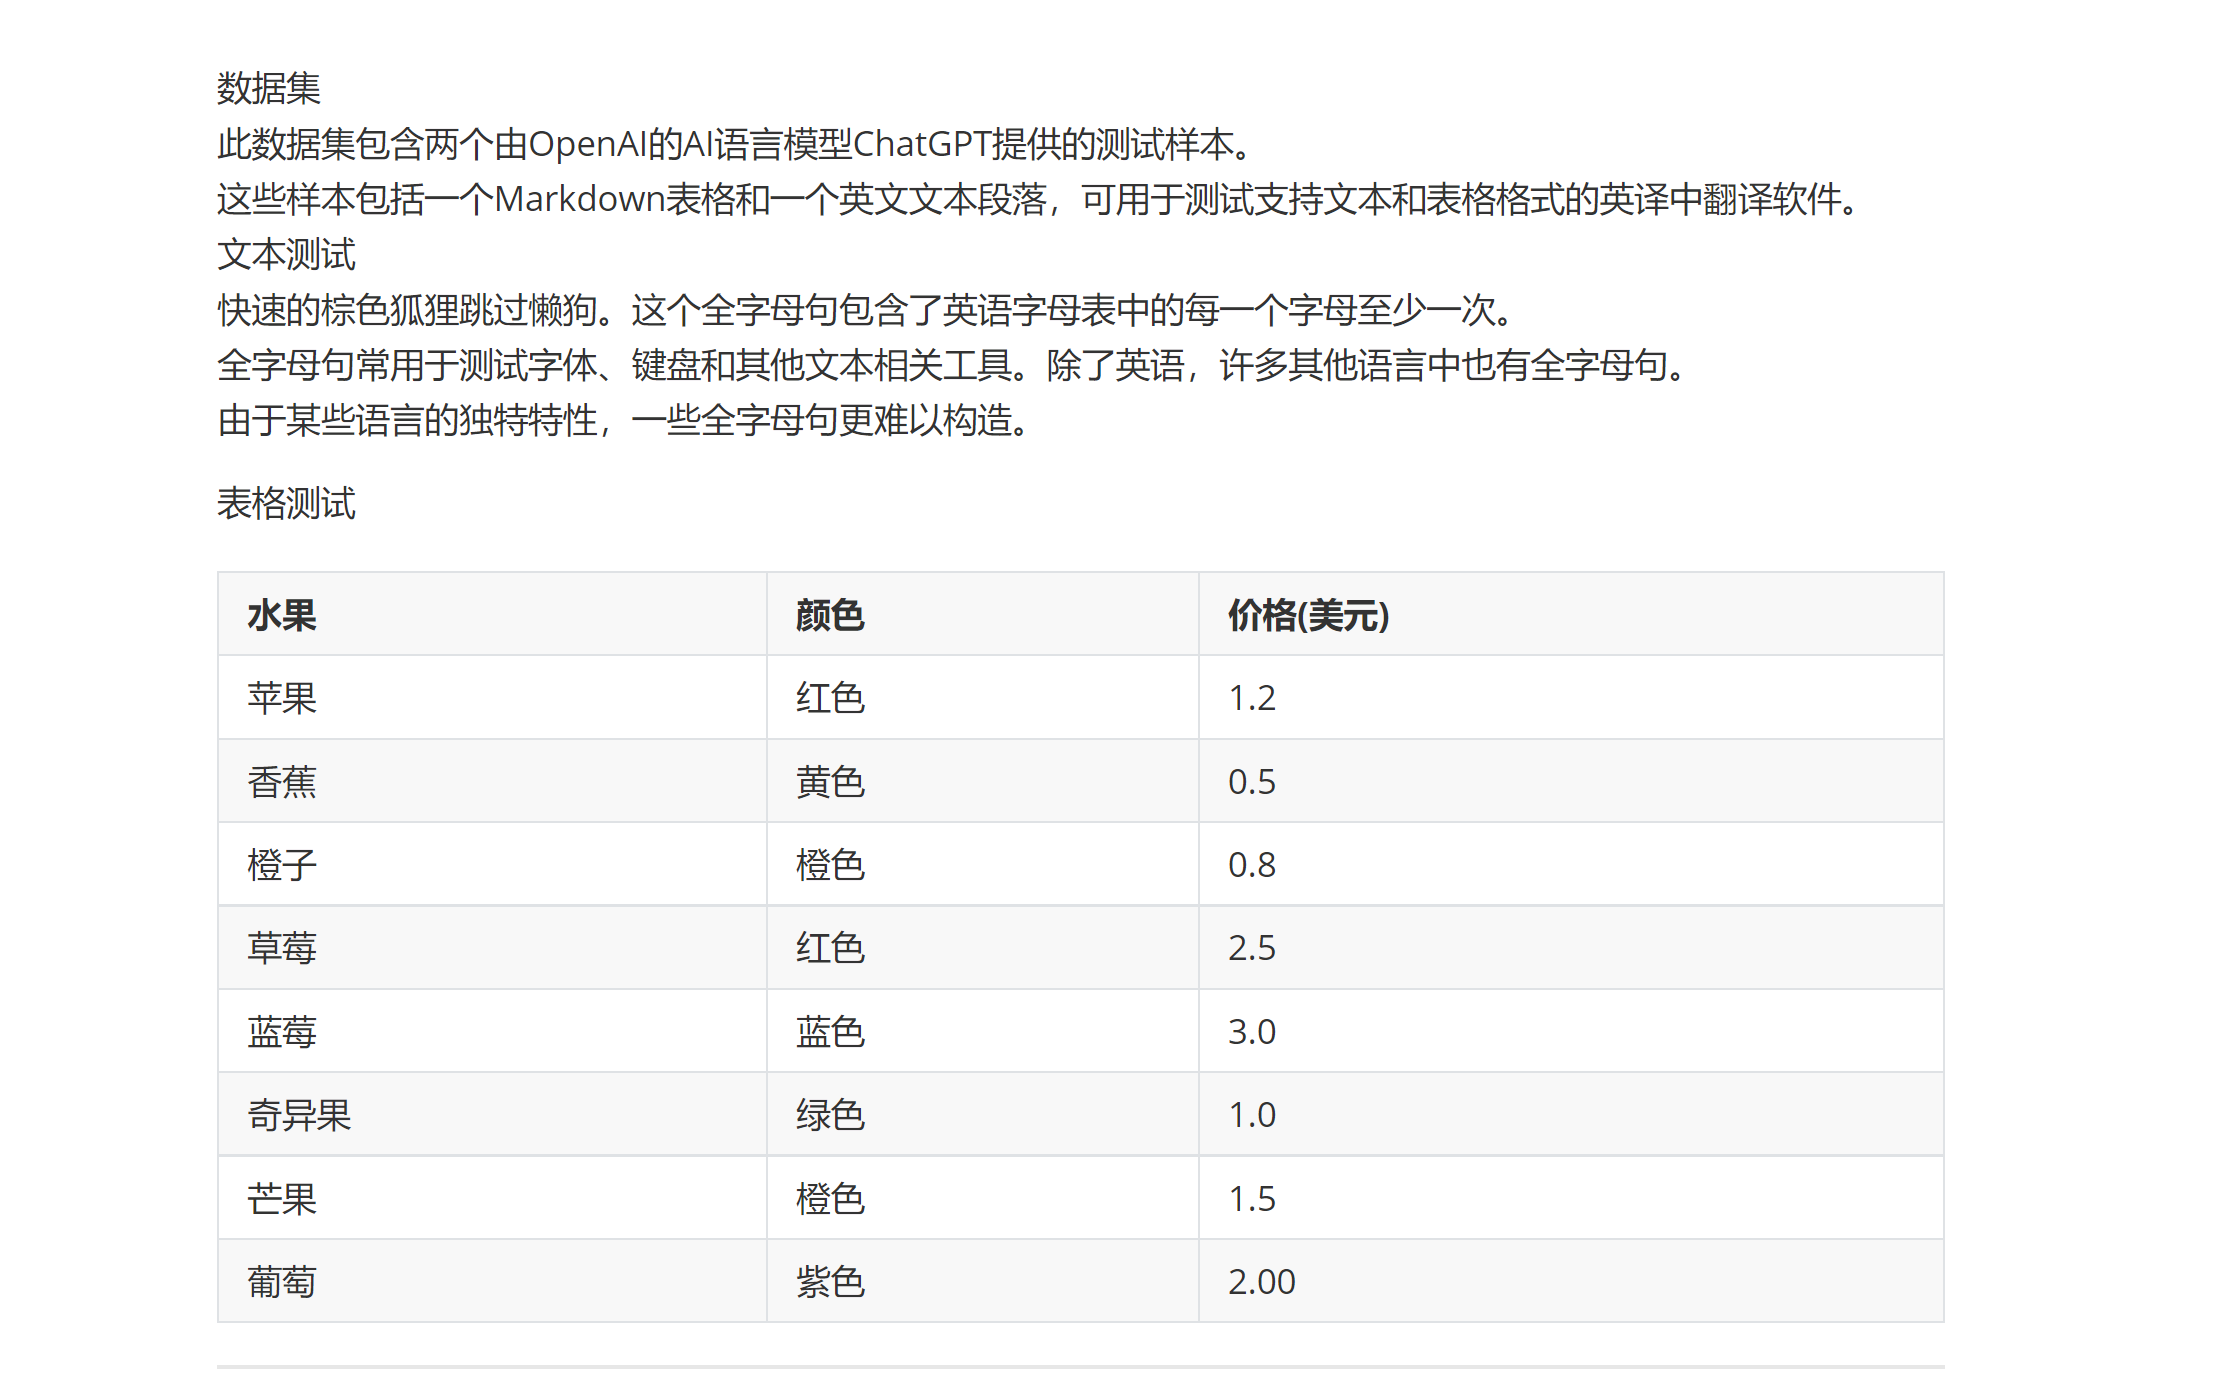 数据集
此数据集包含两个由OpenAI的AI语言模型ChatGPT提供的测试样本。
这些样本包括一个Markdown表格和一个英文文本段落，可用于测试支持文本和表格格式的英译中翻译软件。
文本测试
快速的棕色狐狸跳过懒狗。这个全字母句包含了英语字母表中的每一个字母至少一次。
全字母句常用于测试字体、键盘和其他文本相关工具。除了英语，许多其他语言中也有全字母句。
由于某些语言的独特特性，一些全字母句更难以构造。
表格测试
水果 颜色 价格(美元)
苹果 红色 1.2
香蕉 黄色 0.5
橙子 橙色 0.8
草莓 红色 2.5
蓝莓 蓝色 3.0
奇异果 绿色 1.0
芒果 橙色 1.5
葡萄 紫色 2.00